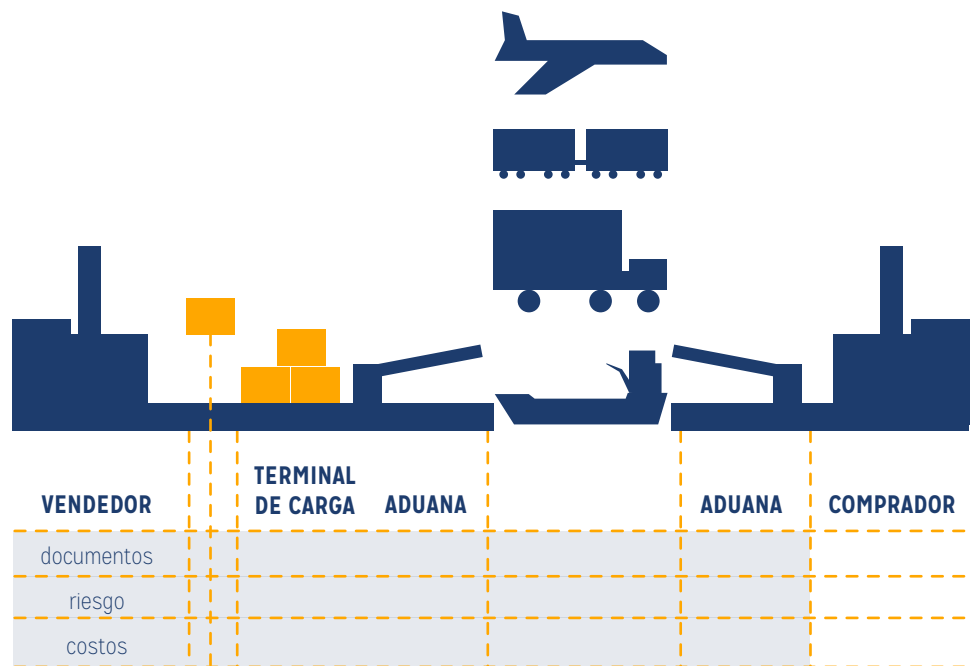 VENDEDOR
TERMINAL
DE CARGA
ADUANA
ADUANA
COMPRADOR
documentos
riesgo
costos